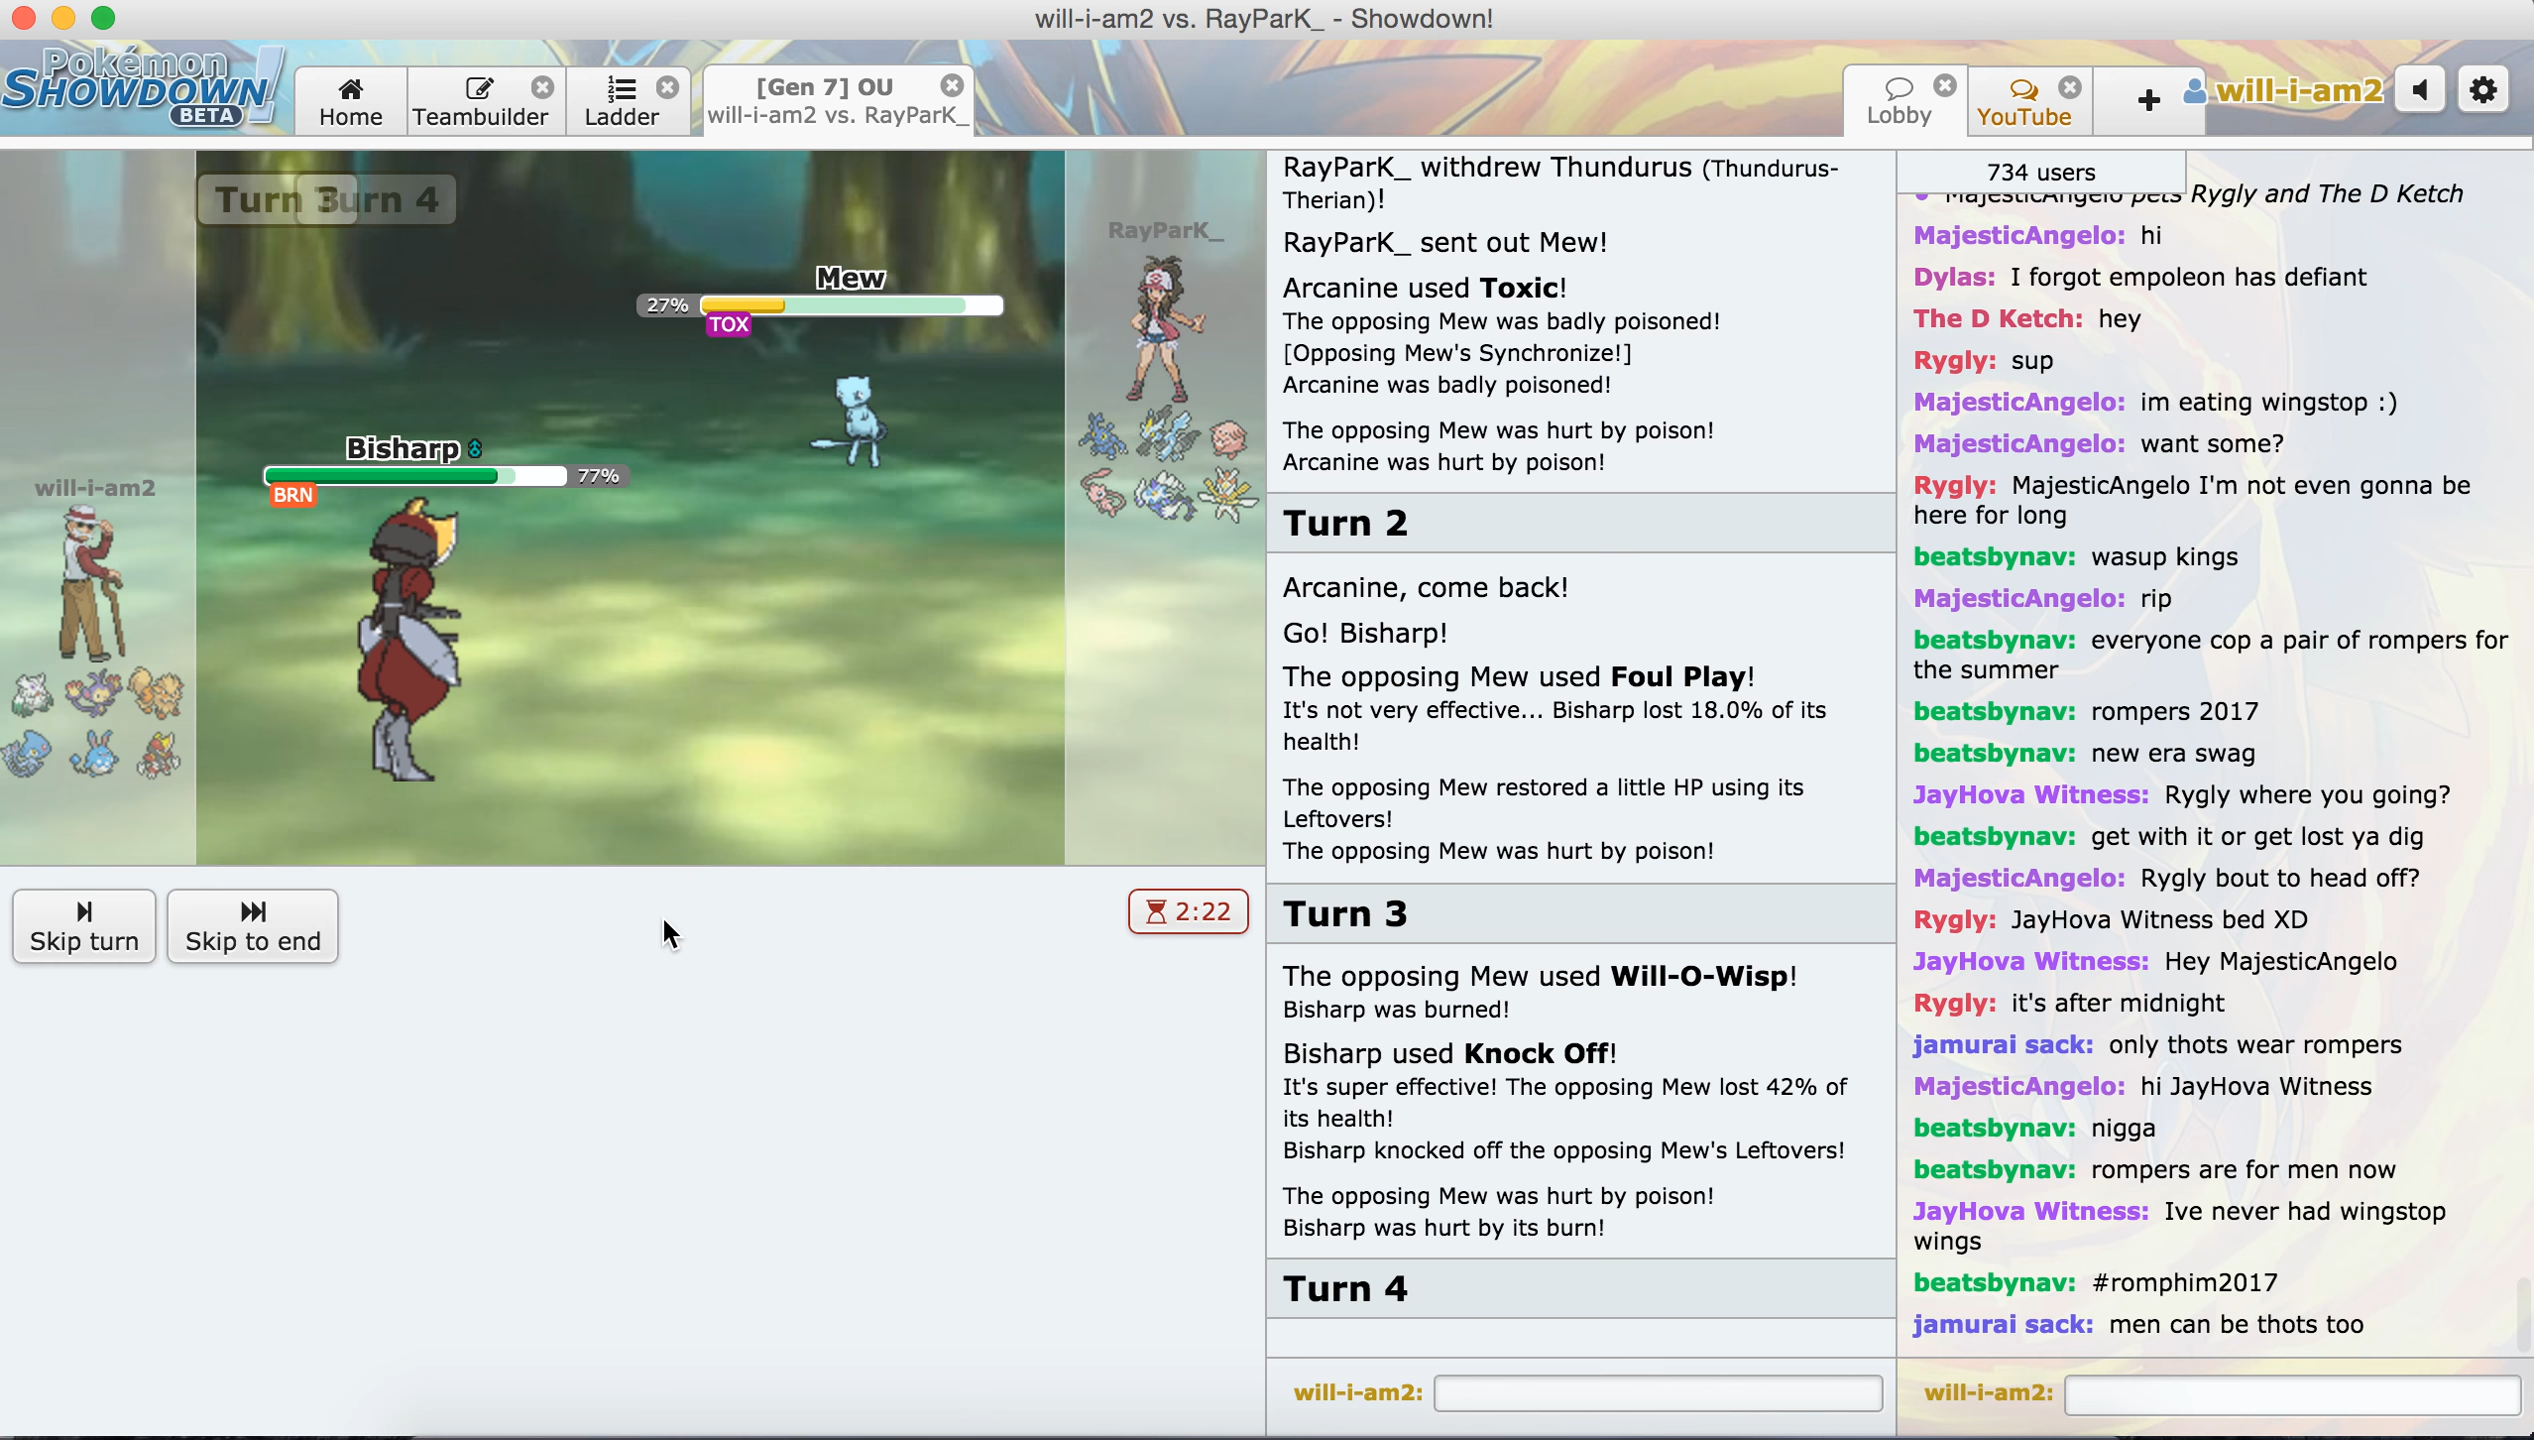 will-i-am2 vs. RayParK_ - Showdown!
Pokémon
SHOWDOWN!
BETA
Home
Teambuilder
Ladder
[Gen 7] OU
will-i-am2 vs. RayParK_
Lobby
YouTube
will-i-am2
Turn 3
urn 4
RayParK_
Mew
27%
TOX
Bisharp
77%
BRN
will-i-am2
Skip turn
Skip to end
2:22
RayParK_ withdrew Thundurus (Thundurus-
Therian)!
RayParK_ sent out Mew!
Arcanine used Toxic!
The opposing Mew was badly poisoned!
[Opposing Mew's Synchronize!]
Arcanine was badly poisoned!
The opposing Mew was hurt by poison!
Arcanine was hurt by poison!
Turn 2
Arcanine, come back!
Go! Bisharp!
The opposing Mew used Foul Play!
It's not very effective... Bisharp lost 18.0% of its
health!
The opposing Mew restored a little HP using its
Leftovers!
The opposing Mew was hurt by poison!
Turn 3
The opposing Mew used Will-O-Wisp!
Bisharp was burned!
Bisharp used Knock Off!
It's super effective! The opposing Mew lost 42% of
its health!
Bisharp knocked off the opposing Mew's Leftovers!
The opposing Mew was hurt by poison!
Bisharp was hurt by its burn!
Turn 4
will-i-am2:
734 users
MajesticAngelo pets Rygly and The D Ketch
MajesticAngelo: hi
Dylas: I forgot empoleon has defiant
The D Ketch: hey
Rygly: sup
MajesticAngelo: im eating wingstop :)
MajesticAngelo: want some?
Rygly: MajesticAngelo I'm not even gonna be
here for long
beatsbynav: wasup kings
MajesticAngelo: rip
beatsbynav: everyone cop a pair of rompers for
the summer
beatsbynav: rompers 2017
beatsbynav: new era swag
JayHova Witness: Rygly where you going?
beatsbynav: get with it or get lost ya dig
MajesticAngelo: Rygly bout to head off?
Rygly: JayHova Witness bed XD
JayHova Witness: Hey MajesticAngelo
Rygly: it's after midnight
jamurai sack: only thots wear rompers
MajesticAngelo: hi JayHova Witness
beatsbynav: nigga
beatsbynav: rompers are for men now
JayHova Witness: Ive never had wingstop
wings
beatsbynav: #romphim2017
jamurai sack: men can be thots too
will-i-am2: